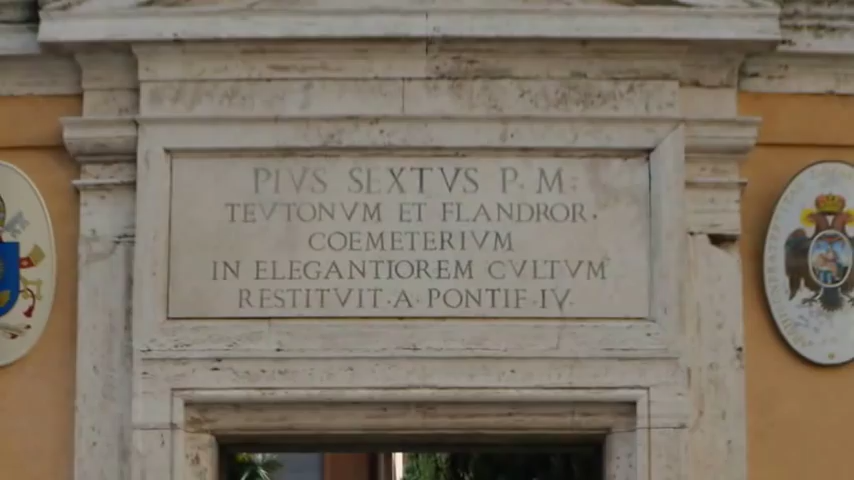 PIVS SEXTVS P. M.
TEVTONVM ET FLANDROR.
COEMETERIVM
IN ELEGANTIOREM CVLTVM
RESTITVIT·A·PONTIF·IV·